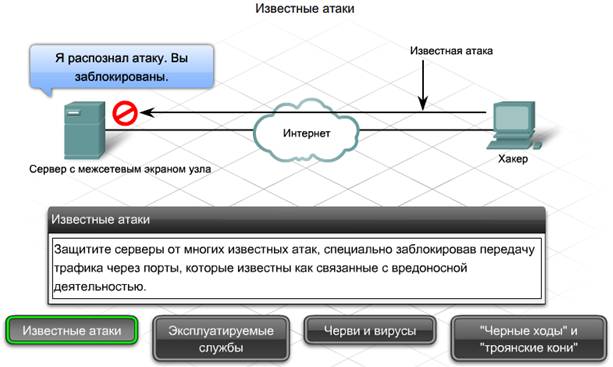 Известные атаки
Я распознал атаку. Вы
заблокированы.
Известная атака
Интернет
Сервер с межсетевым экраном узла
Хакер
Известные атаки
Защитите серверы от многих известных атак, специально заблокировав передачу
трафика через порты, которые известны как связанные с вредоносной
деятельностью.
Известные атаки
Эксплуатируемые
службы
Черви и вирусы
"Черные ходы" и
"троянские кони"